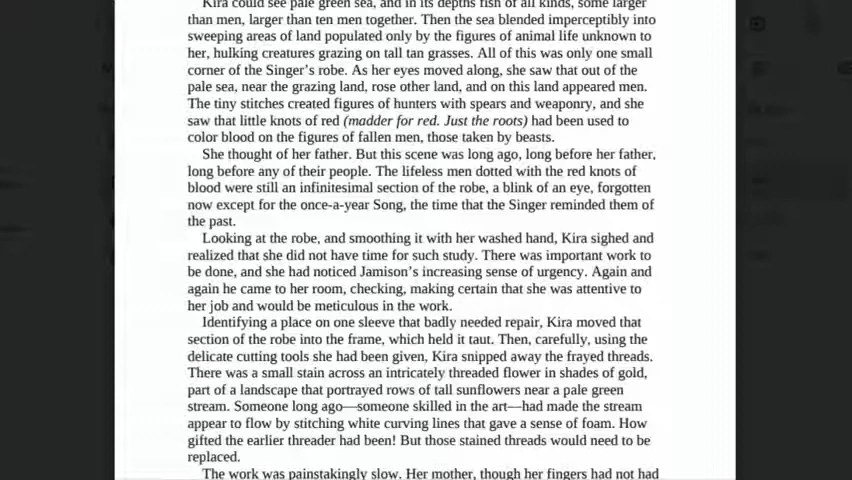 Kira could see pale green sea, and in its depths fish of all kinds, some larger
than men, larger than ten men together. Then the sea blended imperceptibly into
sweeping areas of land populated only by the figures of animal life unknown to
her, hulking creatures grazing on tall tan grasses. All of this was only one small
corner of the Singer’s robe. As her eyes moved along, she saw that out of the
pale sea, near the grazing land, rose other land, and on this land appeared men.
The tiny stitches created figures of hunters with spears and weaponry, and she
saw that little knots of red (madder for red. Just the roots) had been used to
color blood on the figures of fallen men, those taken by beasts.
She thought of her father. But this scene was long ago, long before her father,
long before any of their people. The lifeless men dotted with the red knots of
blood were still an infinitesimal section of the robe, a blink of an eye, forgotten
now except for the once-a-year Song, the time that the Singer reminded them of
the past.
Looking at the robe, and smoothing it with her washed hand, Kira sighed and
realized that she did not have time for such study. There was important work to
be done, and she had noticed Jamison’s increasing sense of urgency. Again and
again he came to her room, checking, making certain that she was attentive to
her job and would be meticulous in the work.
Identifying a place on one sleeve that badly needed repair, Kira moved that
section of the robe into the frame, which held it taut. Then, carefully, using the
delicate cutting tools she had been given, Kira snipped away the frayed threads.
There was a small stain across an intricately threaded flower in shades of gold,
part of a landscape that portrayed rows of tall sunflowers near a pale green
stream. Someone long ago—someone skilled in the art—had made the stream
appear to flow by stitching white curving lines that gave a sense of foam. How
gifted the earlier threader had been! But those stained threads would need to be
replaced.
The work was painstakingly slow. Her mother, though her fingers had not had